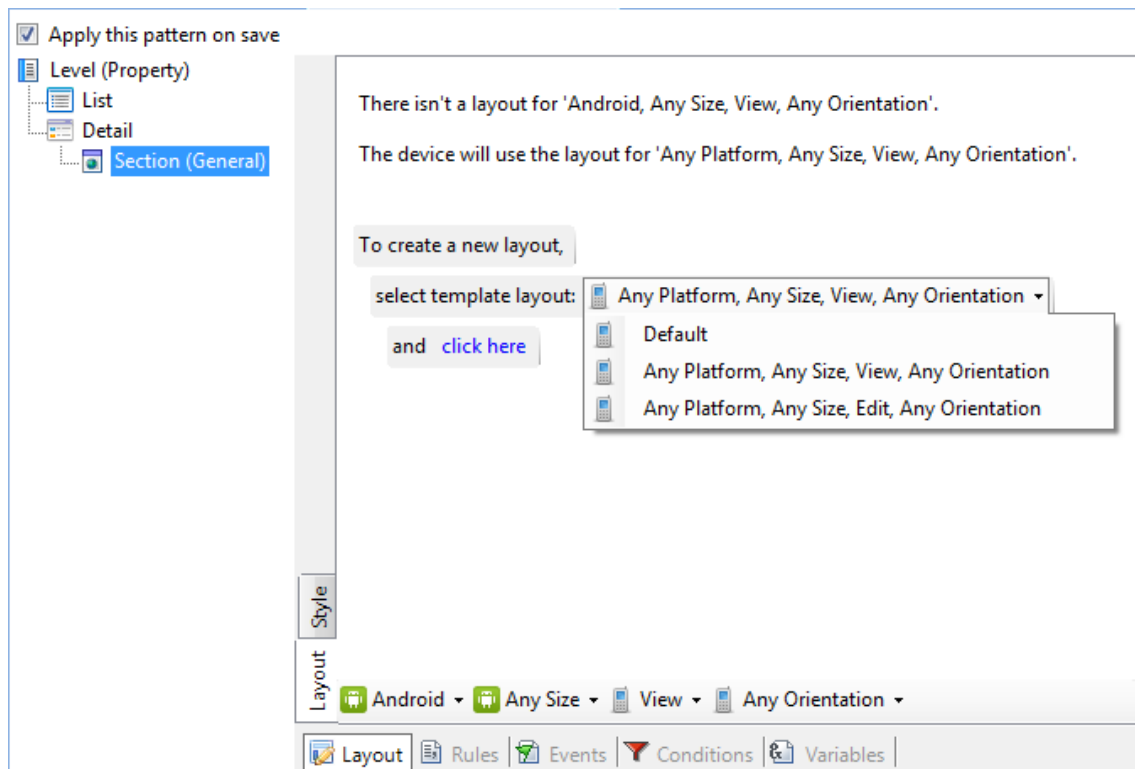 Apply this pattern on save
Level (Property)
List
Detail
Section (General)
There isn't a layout for 'Android, Any Size, View, Any Orientation'.
The device will use the layout for 'Any Platform, Any Size, View, Any Orientation'.
To create a new layout,
select template layout: Any Platform, Any Size, View, Any Orientation
Default
and click here
Any Platform, Any Size, View, Any Orientation
Any Platform, Any Size, Edit, Any Orientation
Style
Layout
Android Any Size View Any Orientation
Layout Rules Events Conditions Variables